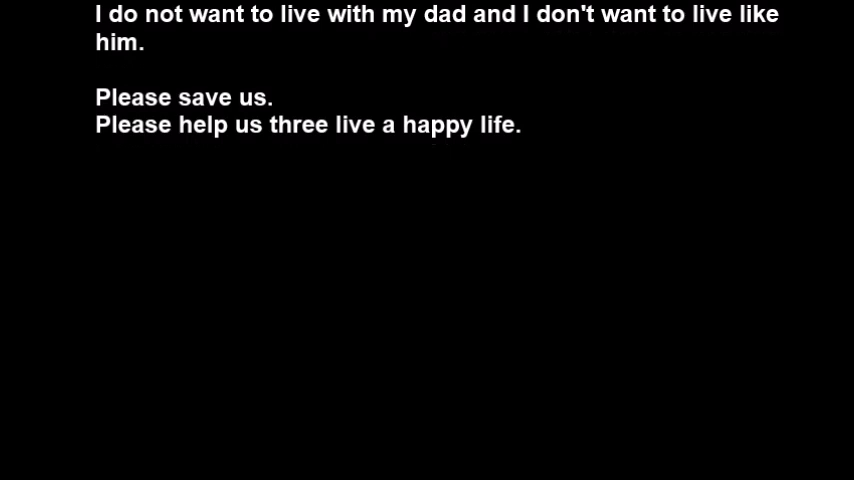 I do not want to live with my dad and I don't want to live like
him.
Please save us.
Please help us three live a happy life.